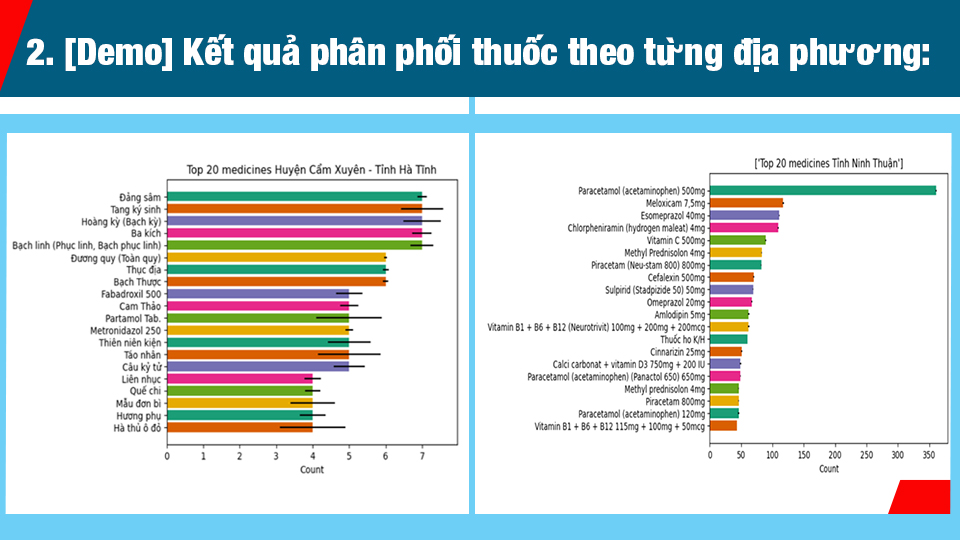 2. [Demo] Kết quả phân phối thuốc theo từng địa phương:
Top 20 medicines Huyện Cẩm Xuyên - Tỉnh Hà Tĩnh
Đảng sâm
Tang ký sinh
Hoàng kỳ (Bạch kỳ)
Ba kích
Bạch linh (Phục linh, Bạch phục linh)
Đương quy (Toàn quy)
Thục địa
Bạch Thược
Fabadroxil 500
Cam Thảo
Partamol Tab.
Metronidazol 250
Thiên niên kiện
Táo nhân
Câu kỷ tử
Liên nhục
Quế chi
Mẫu đơn bì
Hương phụ
Hà thủ ô đỏ
0 1 2 3 4 5 6 7
Count
['Top 20 medicines Tỉnh Ninh Thuận']
Paracetamol (acetaminophen) 500mg
Meloxicam 7,5mg
Esomeprazol 40mg
Chlorpheniramin (hydrogen maleat) 4mg
Vitamin C 500mg
Methyl Prednisolon 4mg
Piracetam (Neu-stam 800) 800mg
Cefalexin 500mg
Sulpirid (Stadpizide 50) 50mg
Omeprazol 20mg
Amlodipin 5mg
Vitamin B1 + B6 + B12 (Neurotrivit) 100mg + 200mg + 200mcg
Thuốc ho K/H
Cinnarizin 25mg
Calci carbonat + vitamin D3 750mg + 200 IU
Paracetamol (acetaminophen) (Panactol 650) 650mg
Methyl prednisolon 4mg
Piracetam 800mg
Paracetamol (acetaminophen) 120mg
Vitamin B1 + B6 + B12 115mg + 100mg + 50mcg
0 50 100 150 200 250 300 350
Count